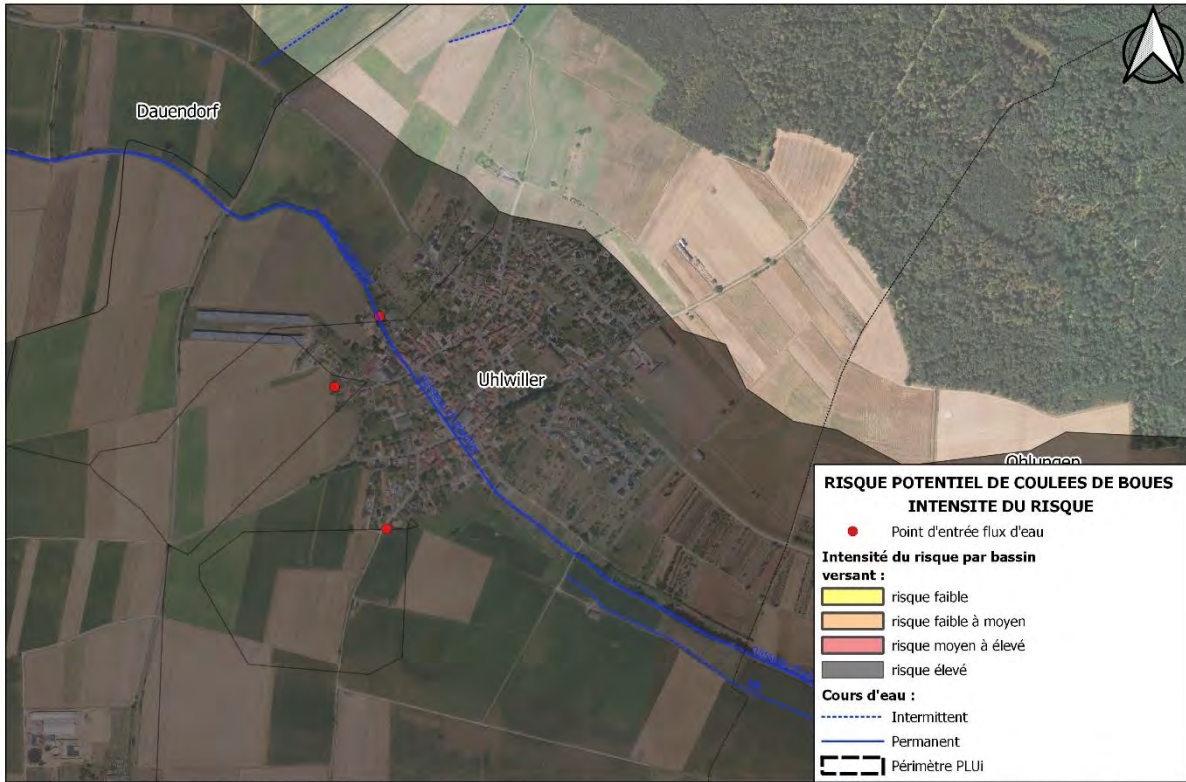 Dauendorf
Uhlwiller
Ohlungen
RISQUE POTENTIEL DE COULEES DE BOUES
INTENSITE DU RISQUE
Point d'entrée flux d'eau
Intensité du risque par bassin
versant :
risque faible
risque faible à moyen
risque moyen à élevé
risque élevé
Cours d'eau :
Intermittent
Permanent
Périmètre PLUi